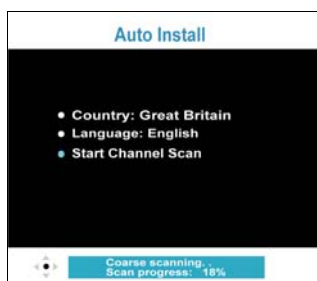 Auto Install
Country: Great Britain
Language: English
Start Channel Scan
Coarse scanning. .
Scan progress: 18%